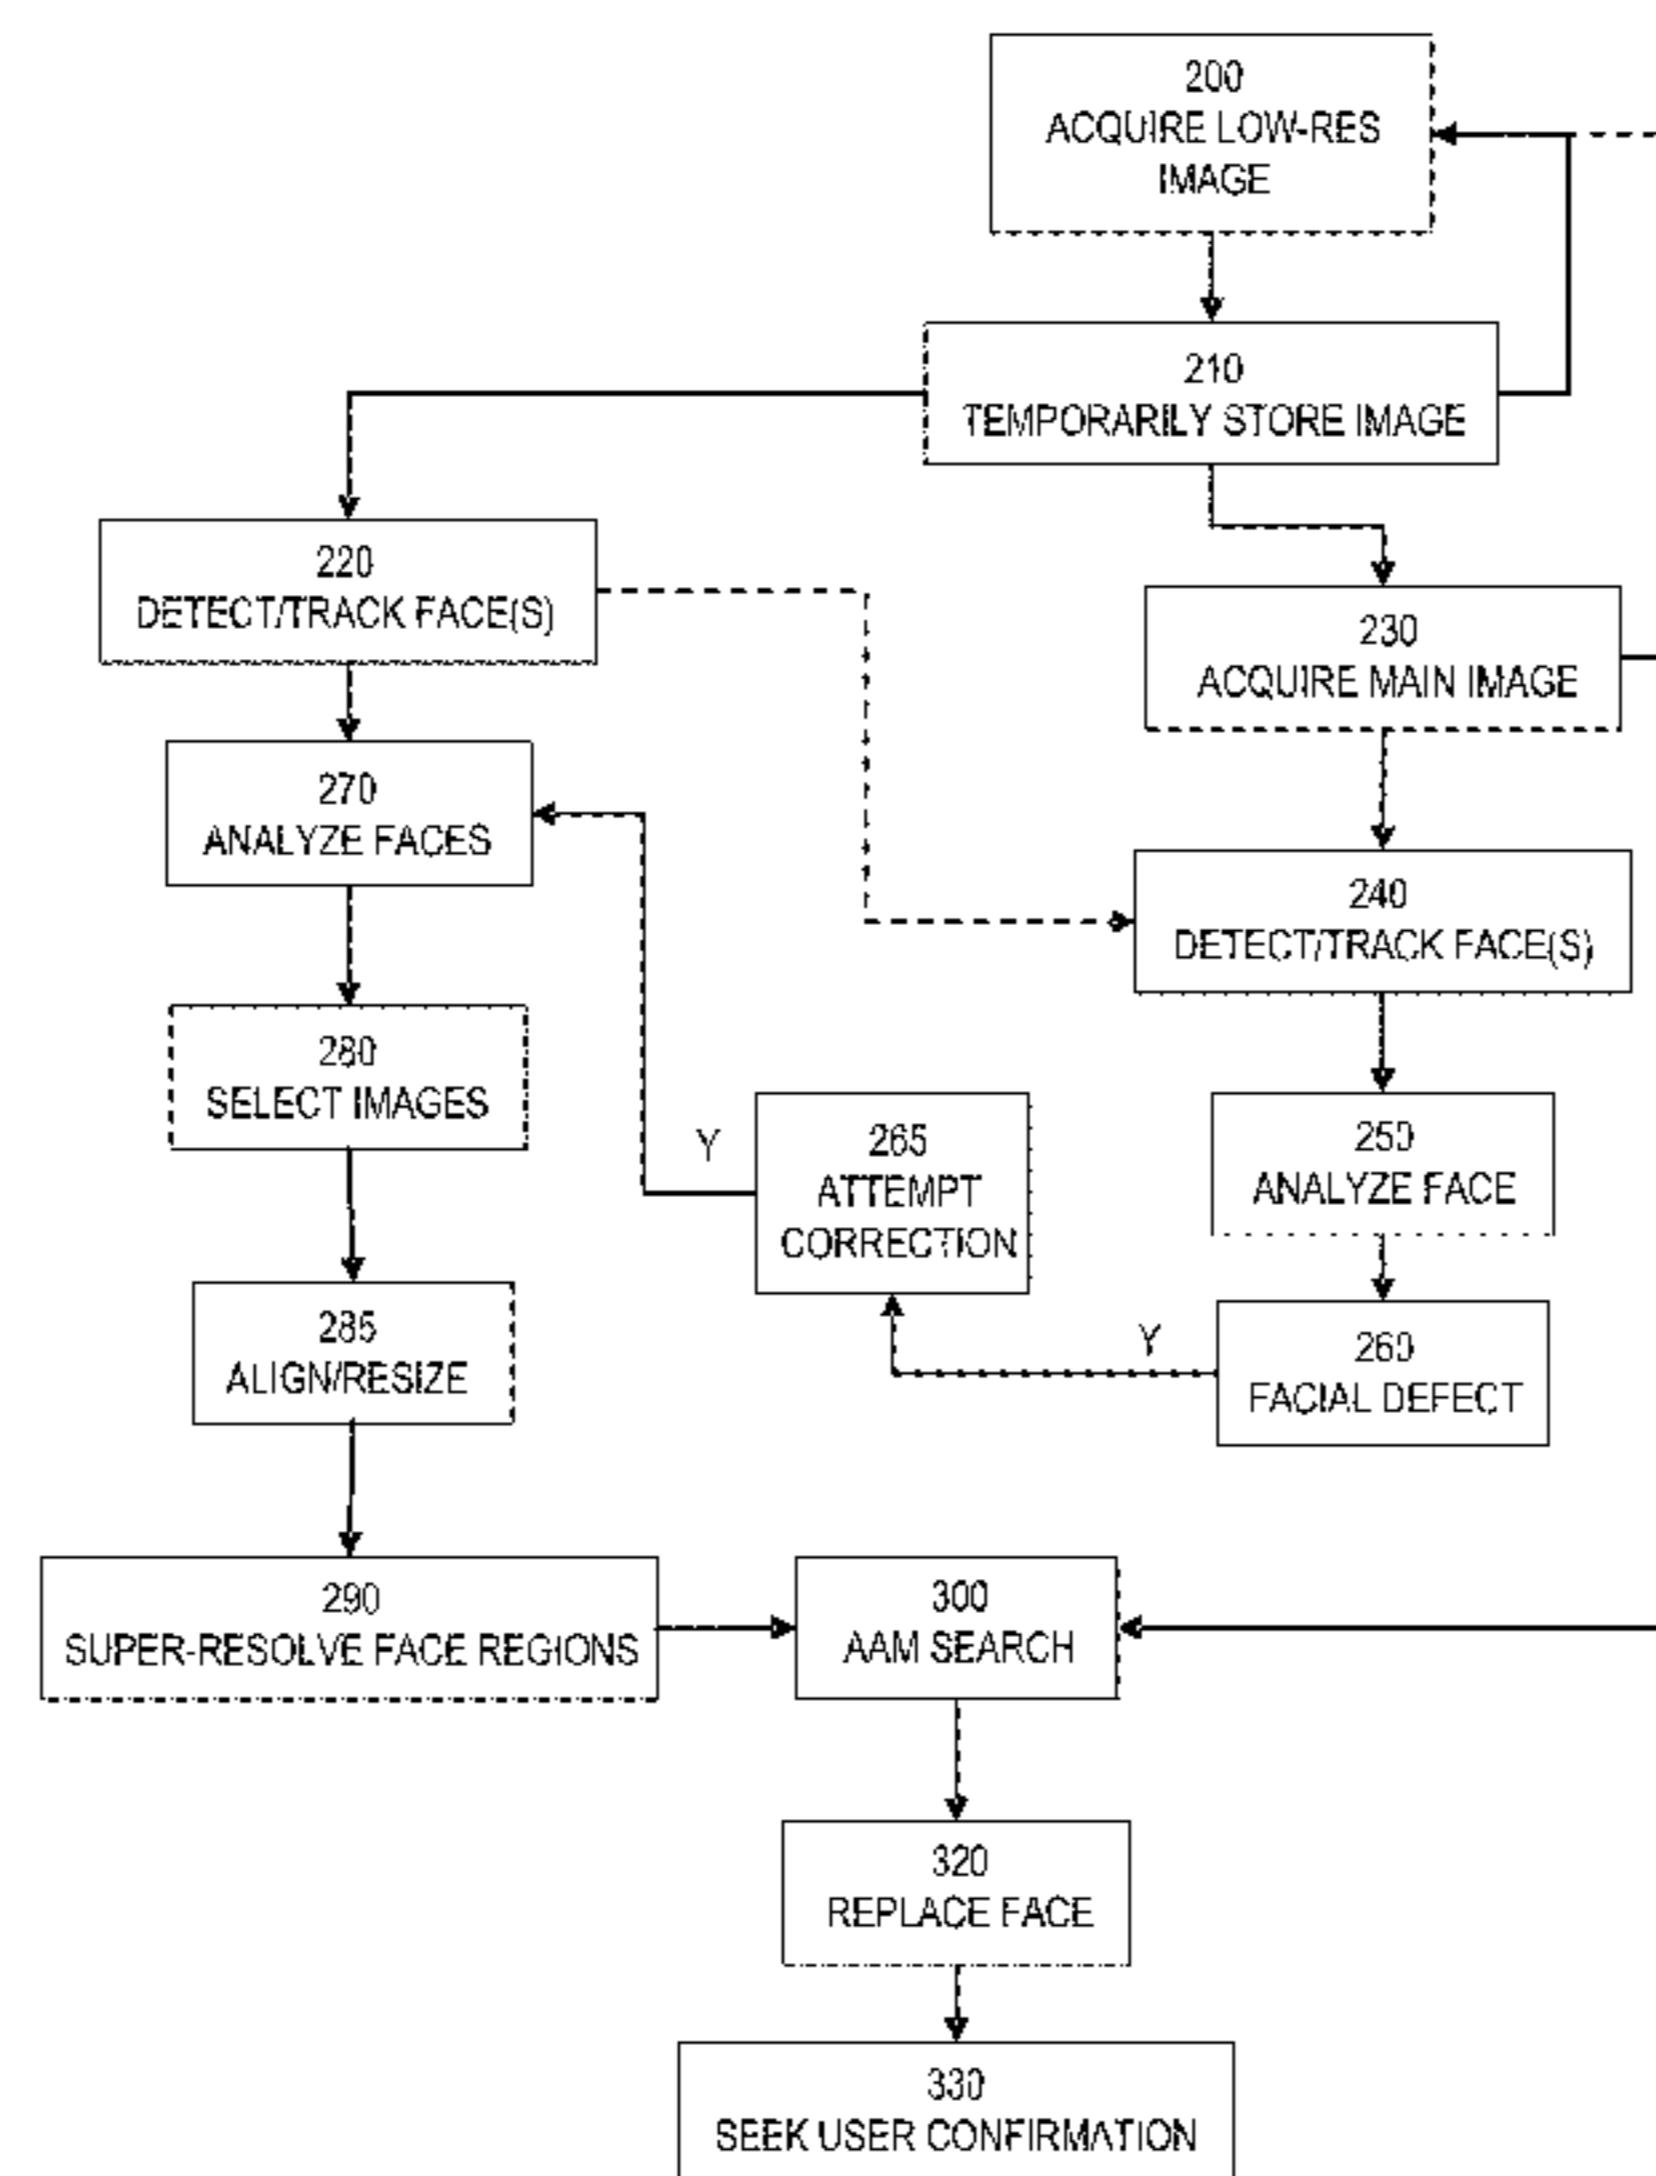 200
ACQUIRE LOW-RES
IMAGE
210
TEMPORARILY STORE IMAGE
220
DETECT/TRACK FACE(S)
230
ACQUIRE MAIN IMAGE
270
ANALYZE FACES
240
DETECT/TRACK FACE(S)
280
SELECT IMAGES
Y
265
ATTEMPT
CORRECTION
250
ANALYZE FACE
285
ALIGN/RESIZE
Y
260
FACIAL DEFECT
290
SUPER-RESOLVE FACE REGIONS
300
AAM SEARCH
320
REPLACE FACE
330
SEEK USER CONFIRMATION